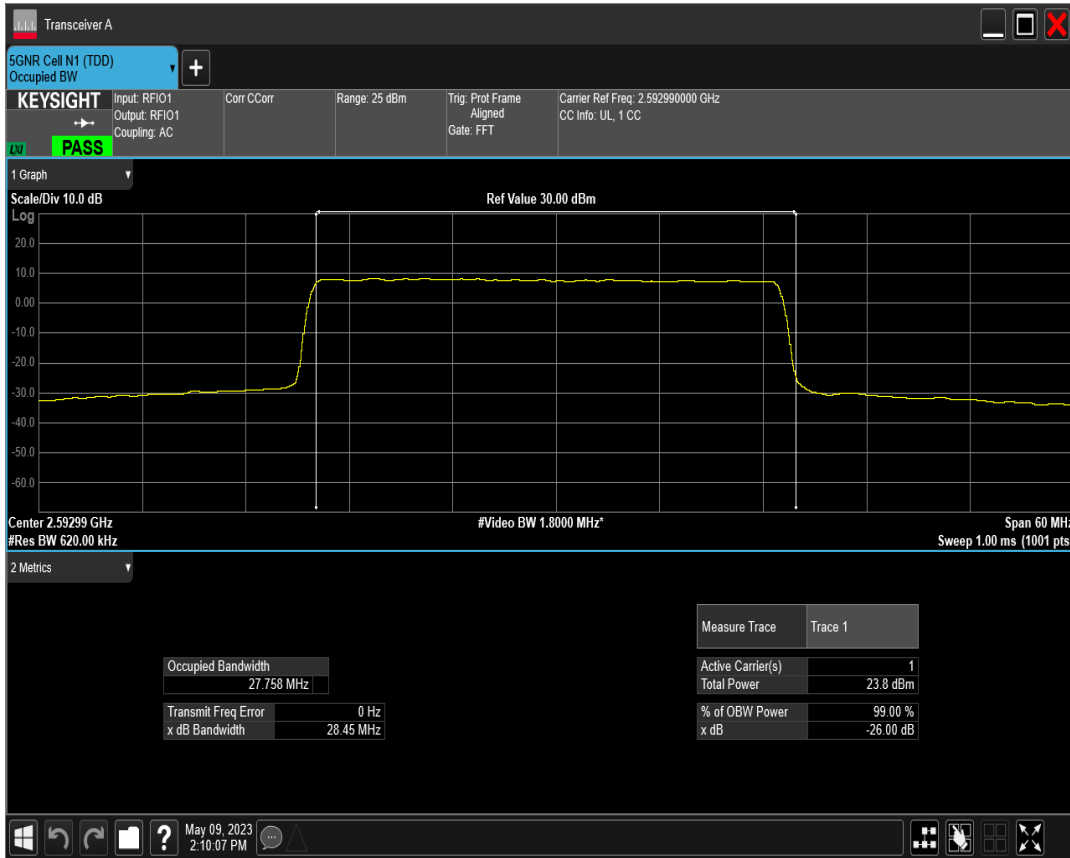 Transceiver A
5GNR Cell N1 (TDD)
Occupied BW
+
KEYSIGHT
LXI
PASS
Input: RFIO1
Output: RFIO1
Coupling: AC
Corr CCorr
Range: 25 dBm
Trig: Prot Frame
Aligned
Gate: FFT
Carrier Ref Freq: 2.592990000 GHz
CC Info: UL, 1 CC
1 Graph
Scale/Div 10.0 dB
Ref Value 30.00 dBm
Log
20.0
10.0
0.00
-10.0
-20.0
-30.0
-40.0
-50.0
-60.0
Center 2.59299 GHz
#Video BW 1.8000 MHz*
Span 60 MHz
#Res BW 620.00 kHz
Sweep 1.00 ms (1001 pts
2 Metrics
Measure Trace Trace 1
Occupied Bandwidth
27.758 MHz
Active Carrier(s) 1
Total Power 23.8 dBm
Transmit Freq Error 0 Hz
x dB Bandwidth 28.45 MHz
% of OBW Power 99.00 %
x dB -26.00 dB
?
May 09, 2023
2:10:07 PM